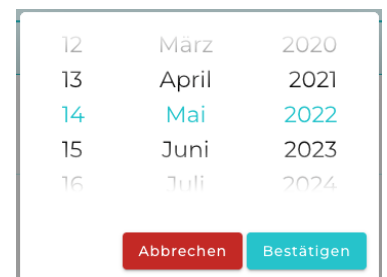 12 März 2020
13 April 2021
14 Mai 2022
15 Juni 2023
16 Juli 2024
Abbrechen Bestätigen